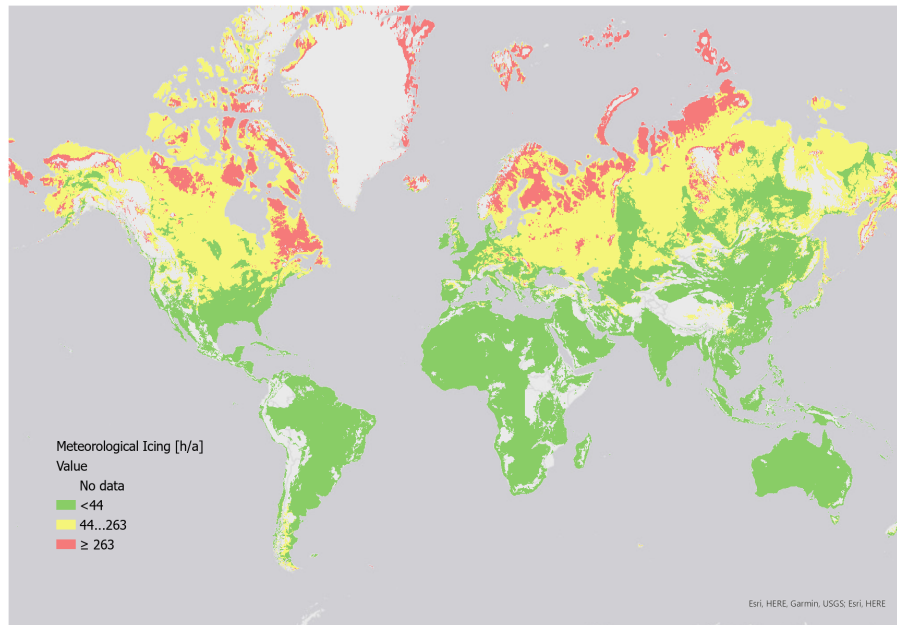 Meteorological Icing [h/a]
Value
No data
<44
44...263
≥ 263
Esri, HERE, Garmin, USGS; Esri, HERE